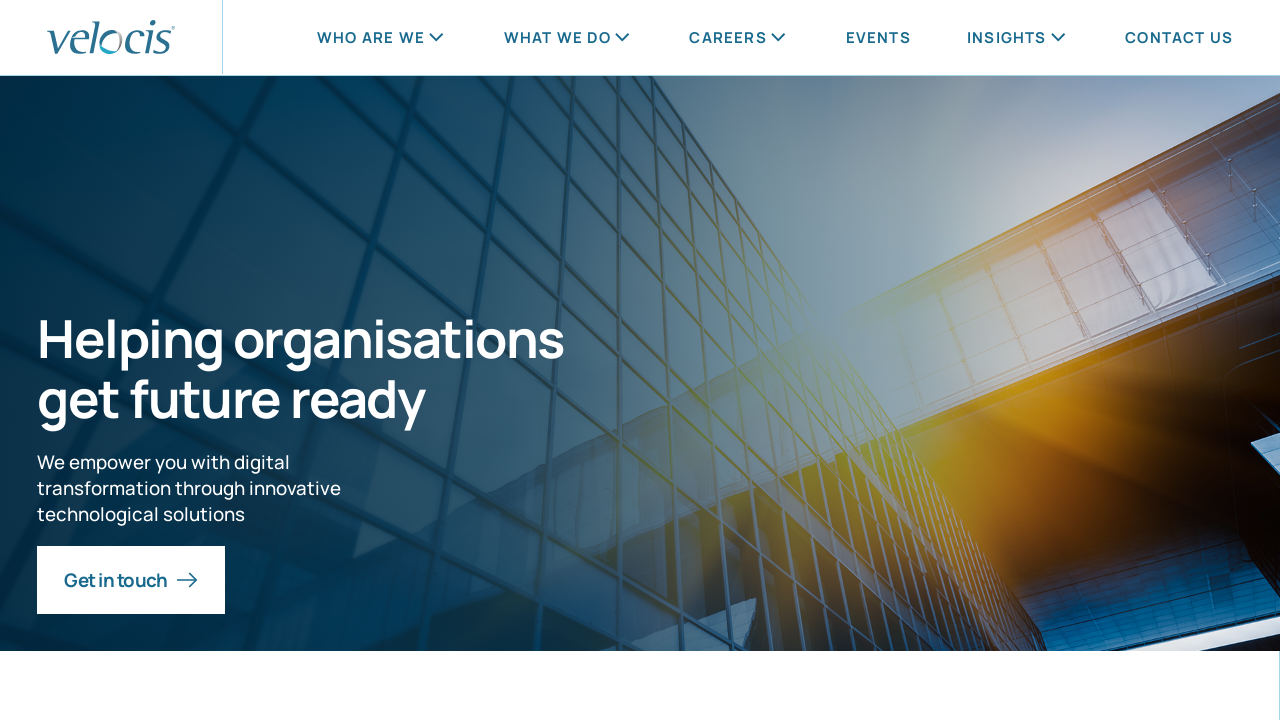 velocis®
WHO ARE WE
WHAT WE DO
CAREERS
EVENTS
INSIGHTS
CONTACT US
Helping organisations
get future ready
We empower you with digital
transformation through innovative
technological solutions
Get in touch